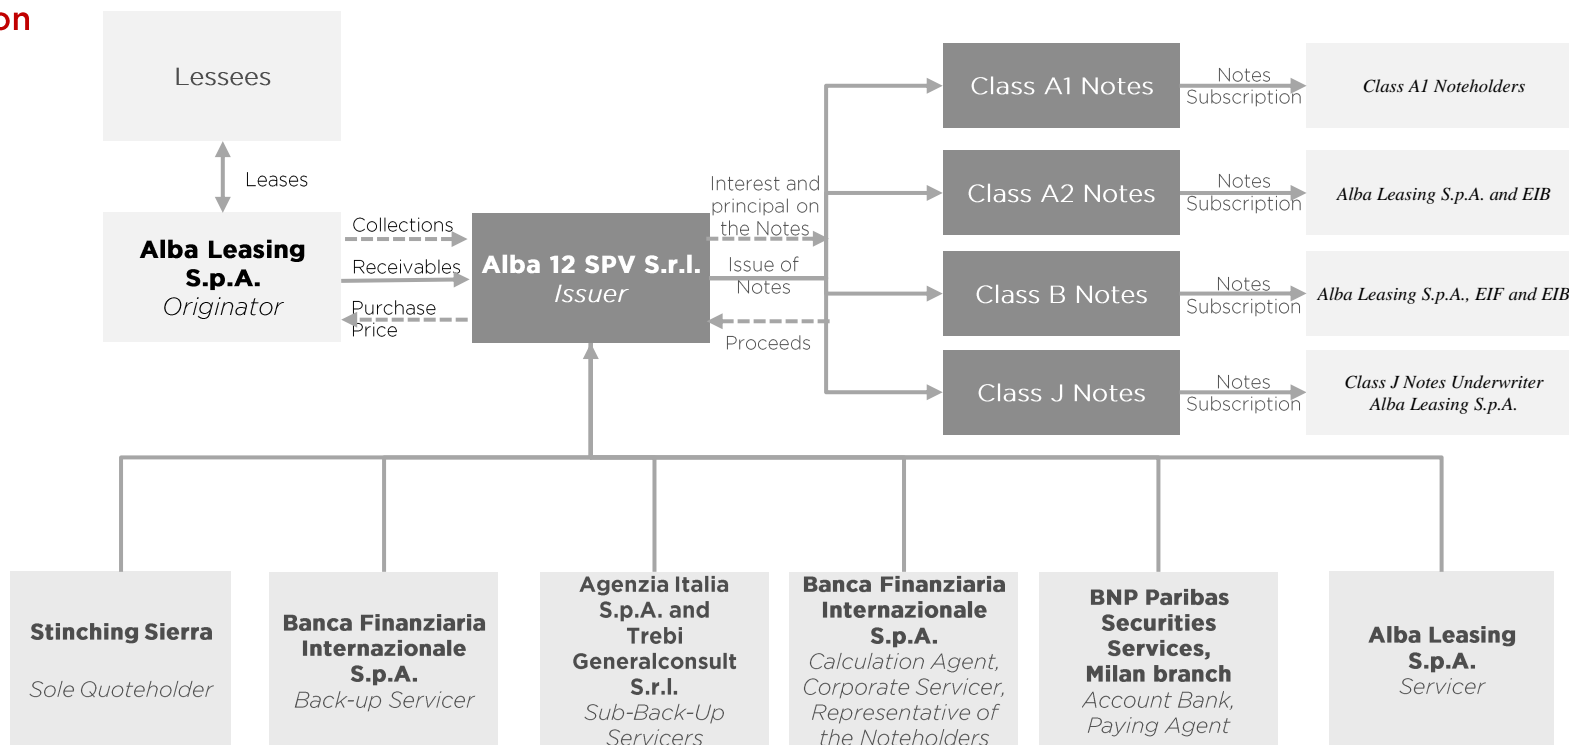 on
Lessees
Leases
Alba Leasing
S.p.A.
Originator
Collections
Receivables
Purchase
Price
Alba 12 SPV S.r.l.
Issuer
Interest and
principal on
the Notes
Issue of
Notes
Proceeds
Class A1 Notes
Notes
Subscription
Class A1 Noteholders
Class A2 Notes
Notes
Subscription
Alba Leasing S.p.A. and EIB
Class B Notes
Notes
Subscription
Alba Leasing S.p.A., EIF and EIB
Class J Notes
Notes
Subscription
Class J Notes Underwriter
Alba Leasing S.p.A.
Stinching Sierra
Sole Quoteholder
Banca Finanziaria
Internazionale
S.p.A.
Back-up Servicer
Agenzia Italia
S.p.A. and
Trebi
Generalconsult
S.r.l.
Sub-Back-Up
Servicers
Banca Finanziaria
Internazionale
S.p.A.
Calculation Agent,
Corporate Servicer,
Representative of
the Noteholders
BNP Paribas
Securities
Services,
Milan branch
Account Bank,
Paying Agent
Alba Leasing
S.p.A.
Servicer